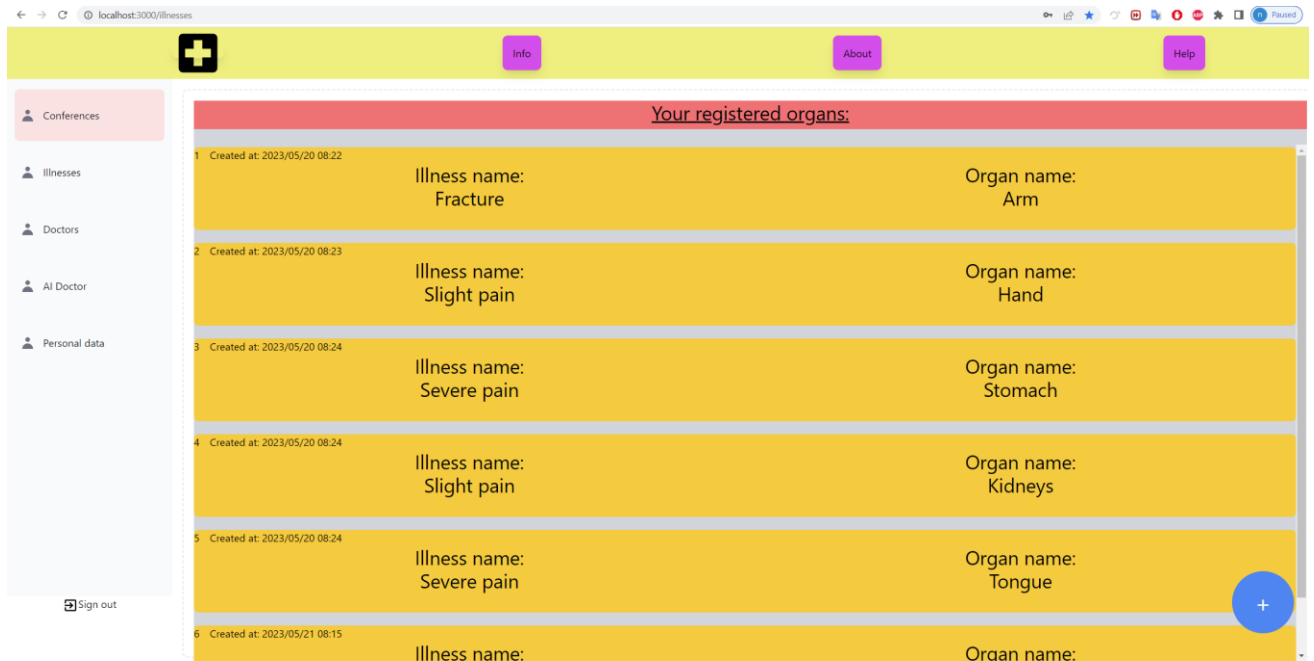 localhost:3000/illnesses
Paused
Info
About
Help
Conferences
Illnesses
Doctors
AI Doctor
Personal data
Sign out
Your registered organs:
1 Created at: 2023/05/20 08:22
Illness name:
Fracture
Organ name:
Arm
2 Created at: 2023/05/20 08:23
Illness name:
Slight pain
Organ name:
Hand
3 Created at: 2023/05/20 08:24
Illness name:
Severe pain
Organ name:
Stomach
4 Created at: 2023/05/20 08:24
Illness name:
Slight pain
Organ name:
Kidneys
5 Created at: 2023/05/20 08:24
Illness name:
Severe pain
Organ name:
Tongue
+
6 Created at: 2023/05/21 08:15
Illness name:
Organ name: